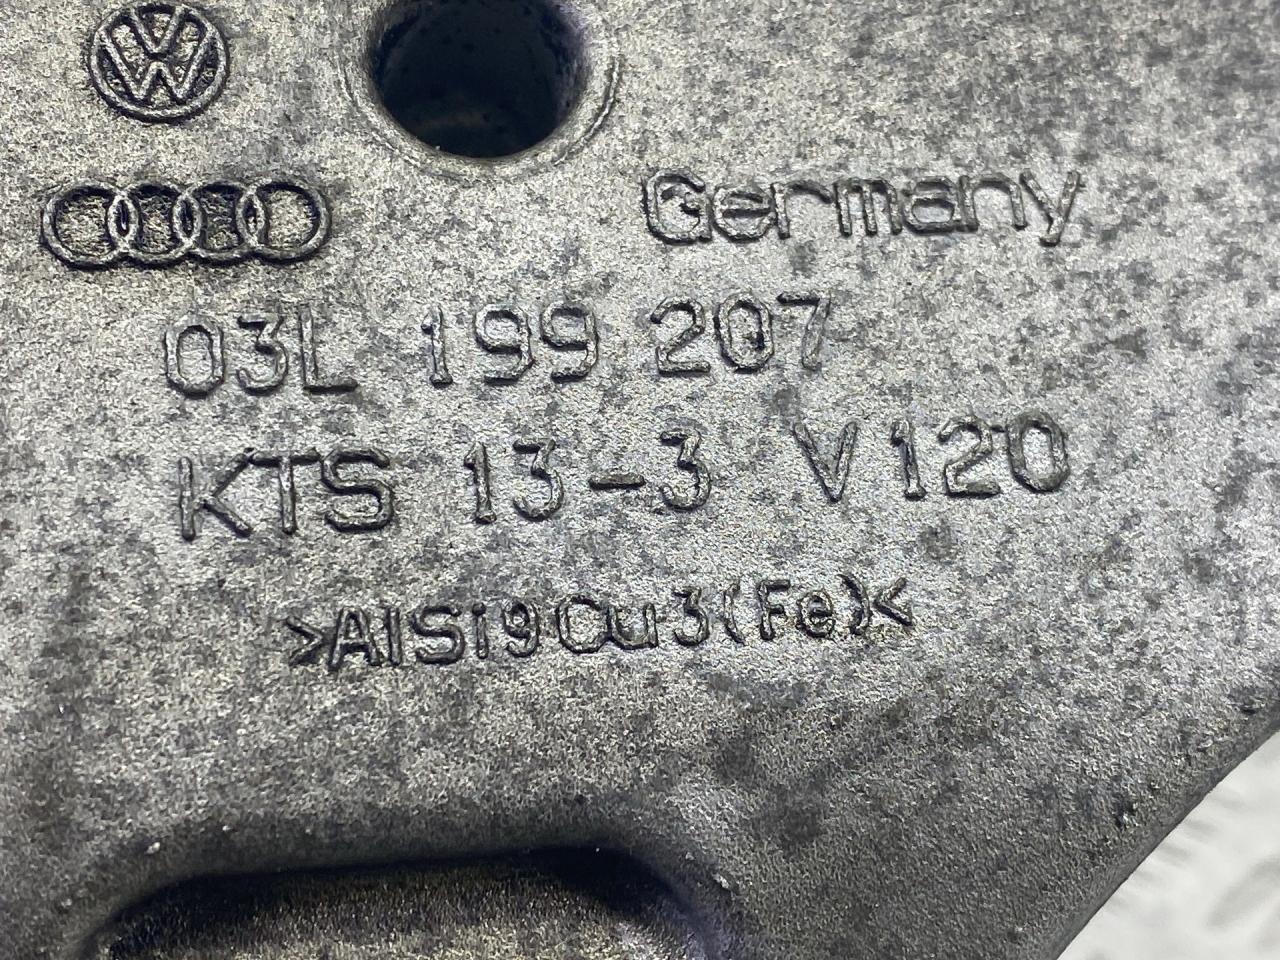 Germany
03L 199 207
KTS 13-3 V120
>AlSi9Cu3(Fe)<